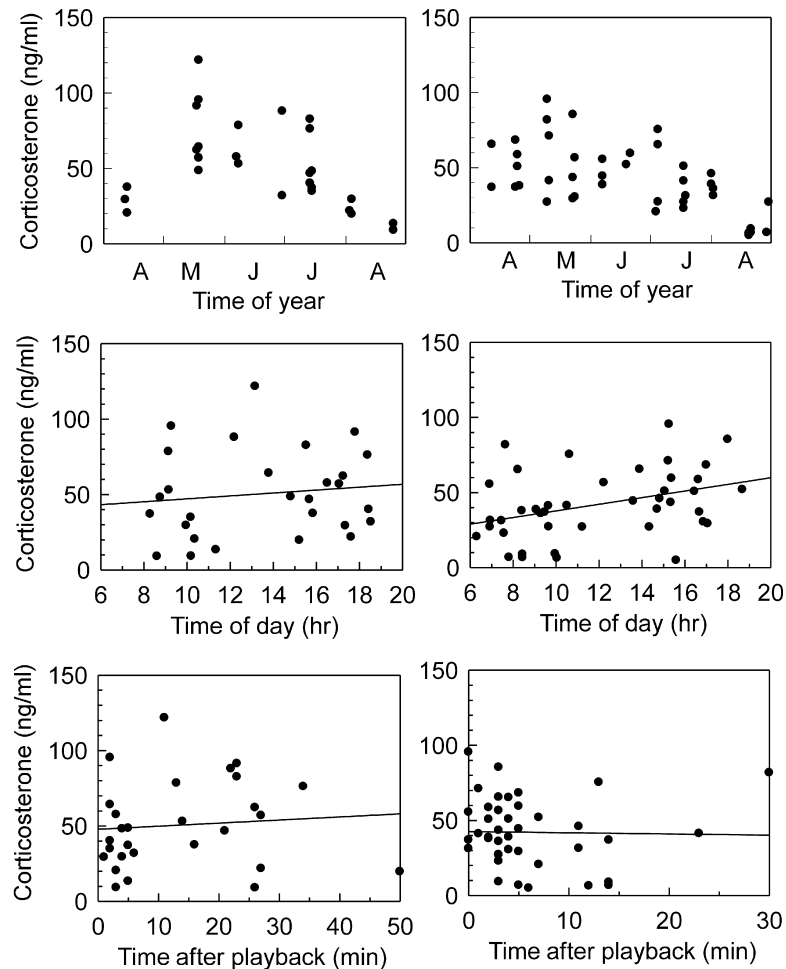 150
100
50
0
Corticosterone (ng/ml)
A M J J A
Time of year
150
100
50
0
A M J J A
Time of year
150
100
50
0
Corticosterone (ng/ml)
6 8 10 12 14 16 18 20
Time of day (hr)
150
100
50
0
6 8 10 12 14 16 18 20
Time of day (hr)
150
100
50
0
Corticosterone (ng/ml)
0 10 20 30 40 50
Time after playback (min)
150
100
50
0
0 10 20 30
Time after playback (min)